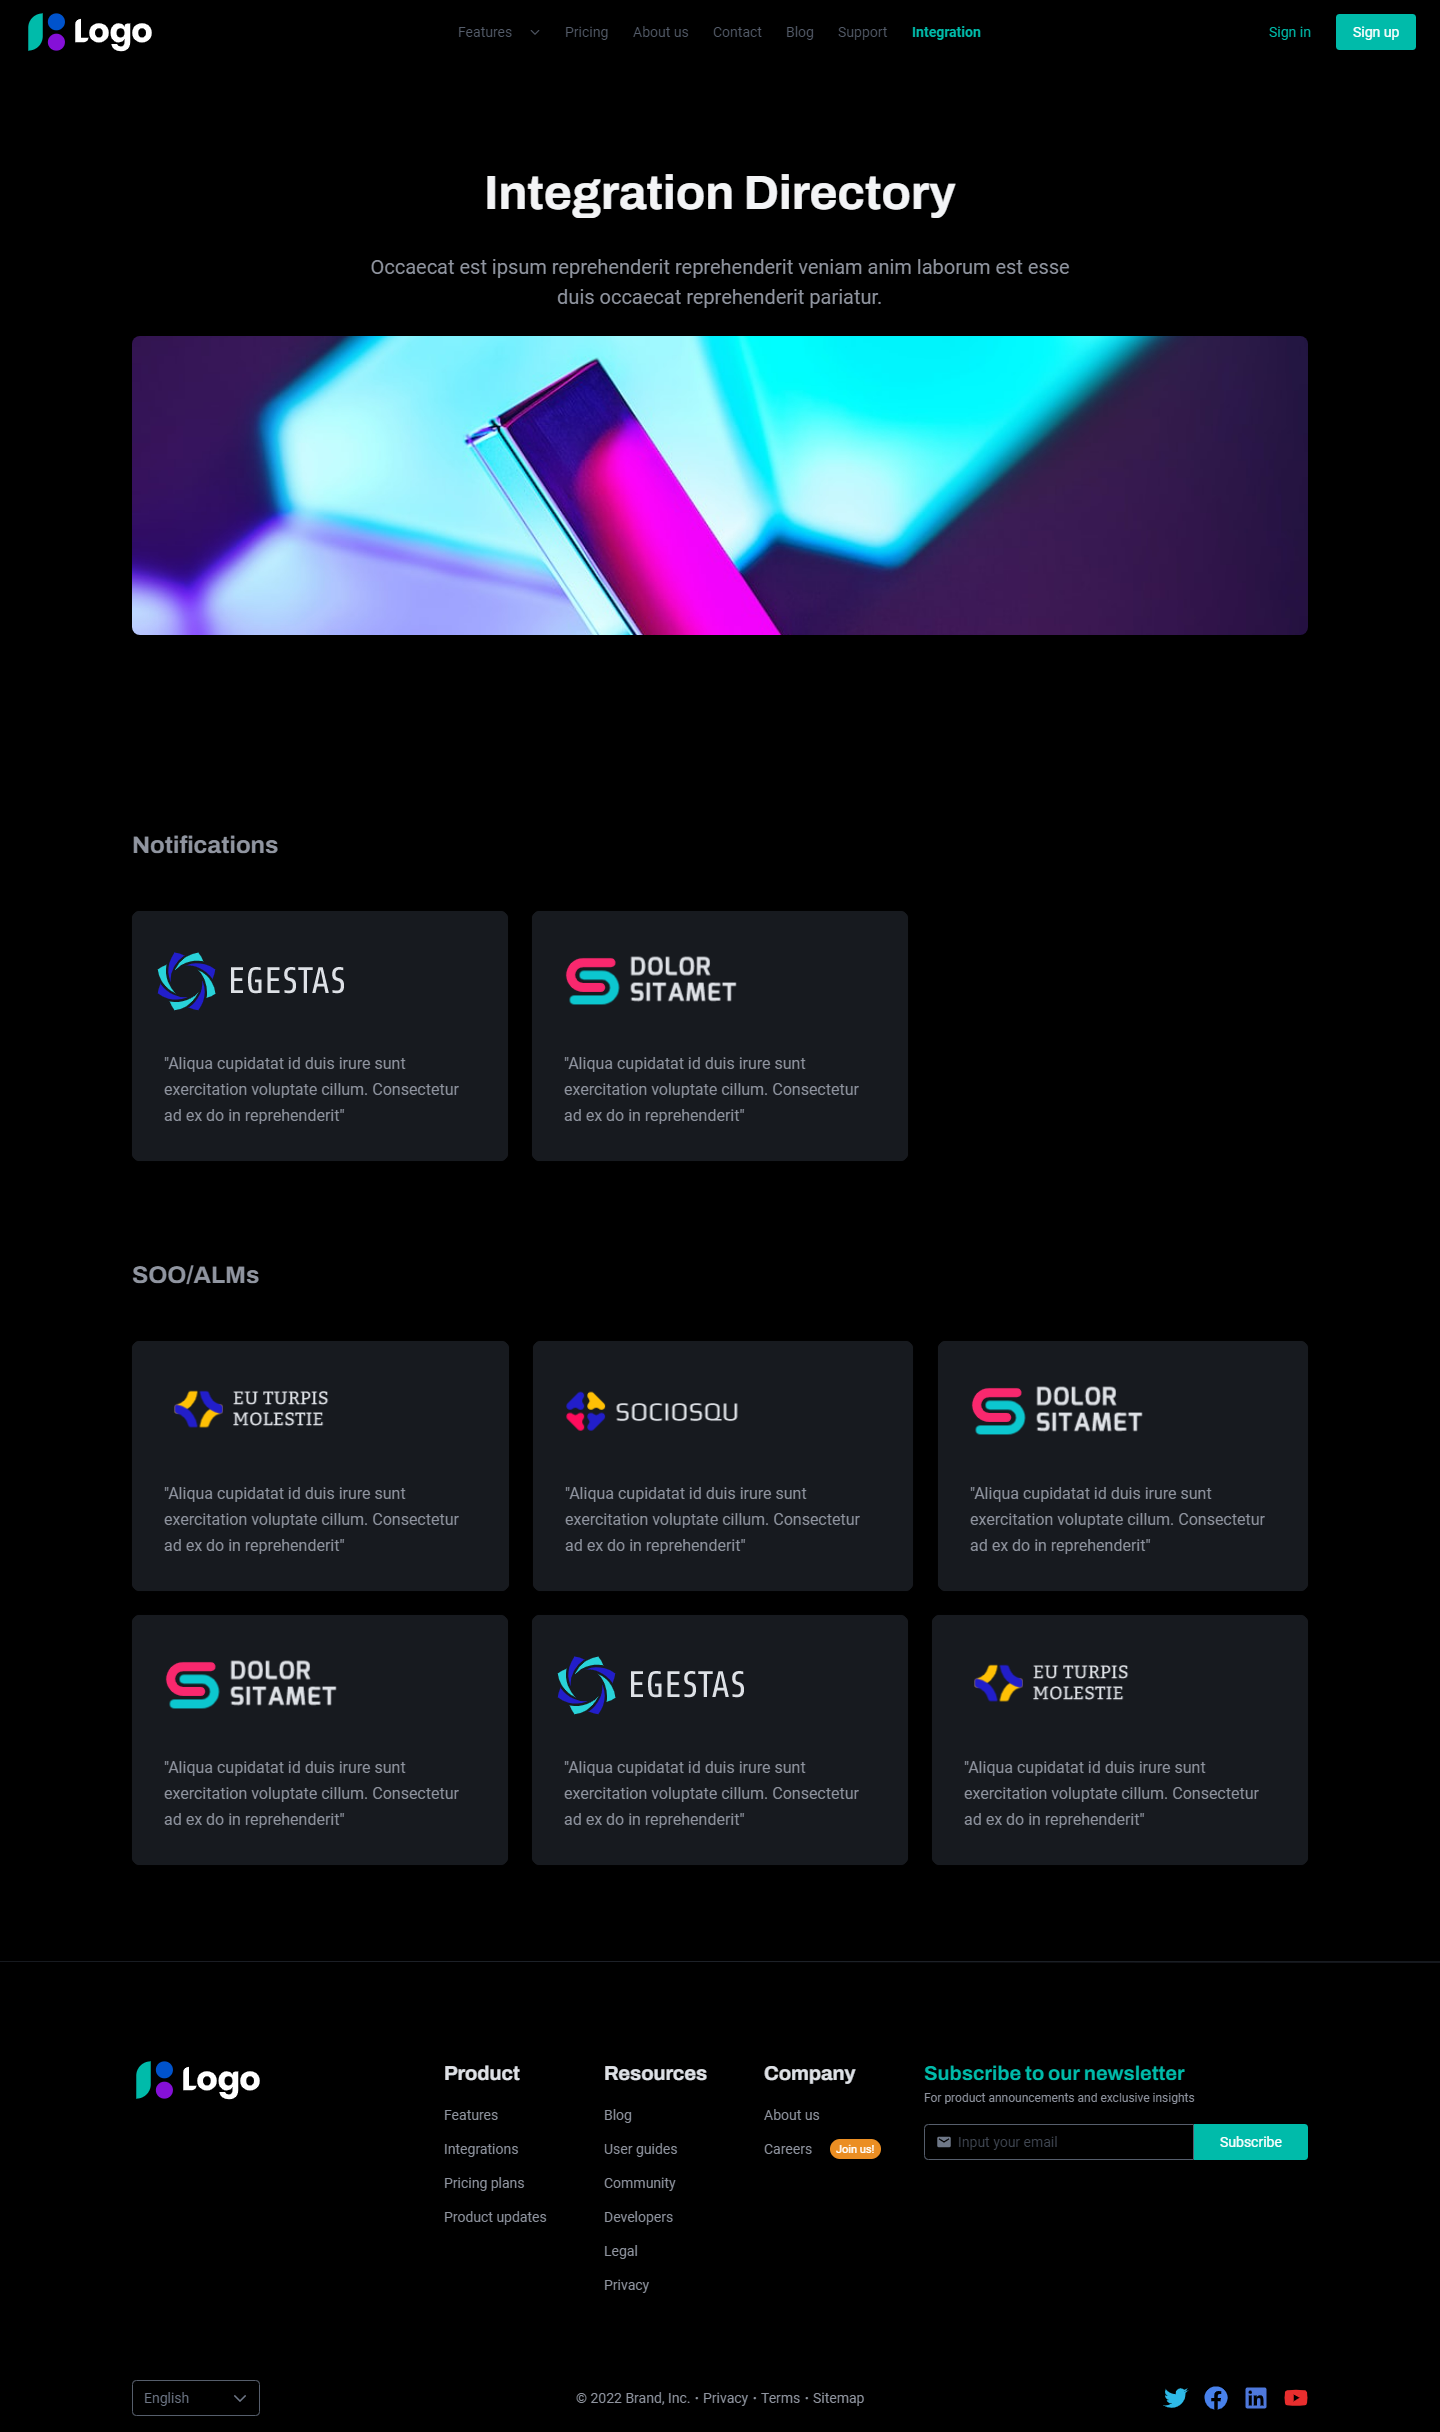 Logo
Features
Pricing
About us
Contact
Blog
Support
Integration
Sign in
Sign up
Integration Directory
Occaecat est ipsum reprehenderit reprehenderit veniam anim laborum est esse
duis occaecat reprehenderit pariatur.
Notifications
EGESTAS
"Aliqua cupidatat id duis irure sunt
exercitation voluptate cillum. Consectetur
ad ex do in reprehenderit"
DOLOR
SITAMET
"Aliqua cupidatat id duis irure sunt
exercitation voluptate cillum. Consectetur
ad ex do in reprehenderit"
SOO/ALMs
EU TURPIS
MOLESTIE
"Aliqua cupidatat id duis irure sunt
exercitation voluptate cillum. Consectetur
ad ex do in reprehenderit"
SOCIOSQU
"Aliqua cupidatat id duis irure sunt
exercitation voluptate cillum. Consectetur
ad ex do in reprehenderit"
DOLOR
SITAMET
"Aliqua cupidatat id duis irure sunt
exercitation voluptate cillum. Consectetur
ad ex do in reprehenderit"
DOLOR
SITAMET
"Aliqua cupidatat id duis irure sunt
exercitation voluptate cillum. Consectetur
ad ex do in reprehenderit"
EGESTAS
"Aliqua cupidatat id duis irure sunt
exercitation voluptate cillum. Consectetur
ad ex do in reprehenderit"
EU TURPIS
MOLESTIE
"Aliqua cupidatat id duis irure sunt
exercitation voluptate cillum. Consectetur
ad ex do in reprehenderit"
Logo
Product
Features
Integrations
Pricing plans
Product updates
Resources
Blog
User guides
Community
Developers
Legal
Privacy
Company
About us
Careers
Join us!
Subscribe to our newsletter
For product announcements and exclusive insights
Input your email
Subscribe
English
© 2022 Brand, Inc. • Privacy • Terms • Sitemap